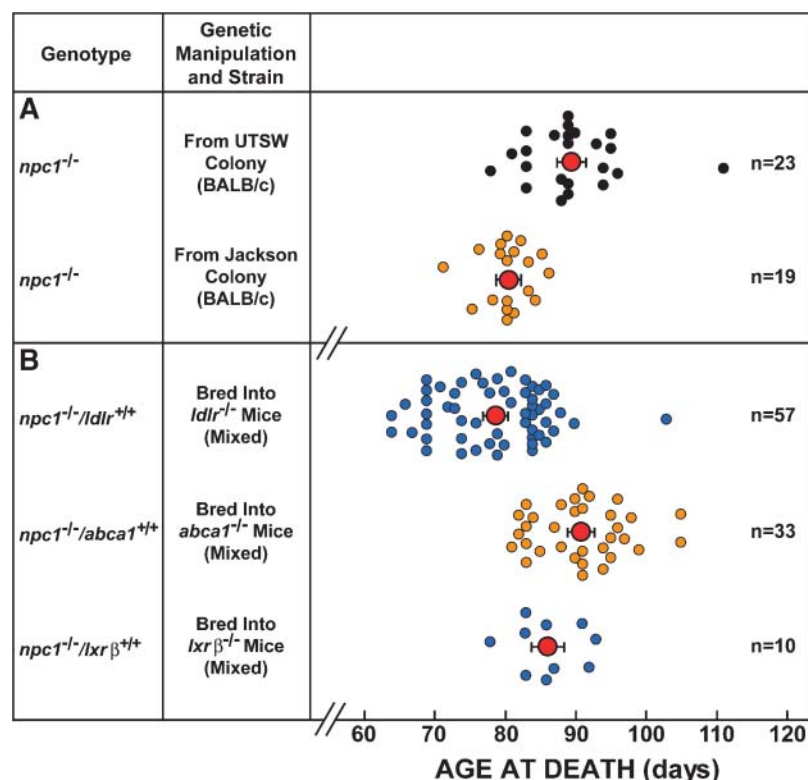 Genotype
Genetic
Manipulation
and Strain
A
npc1-/-
From UTSW
Colony
(BALB/c)
n=23
npc1-/-
From Jackson
Colony
(BALB/c)
n=19
B
npc1-/-/ldlr+/+
Bred Into
ldlr-/- Mice
(Mixed)
n=57
npc1-/-/abca1+/+
Bred Into
abca1-/- Mice
(Mixed)
n=33
npc1-/-/lxrβ+/+
Bred Into
lxrβ-/- Mice
(Mixed)
n=10
60 70 80 90 100 110 120
AGE AT DEATH (days)